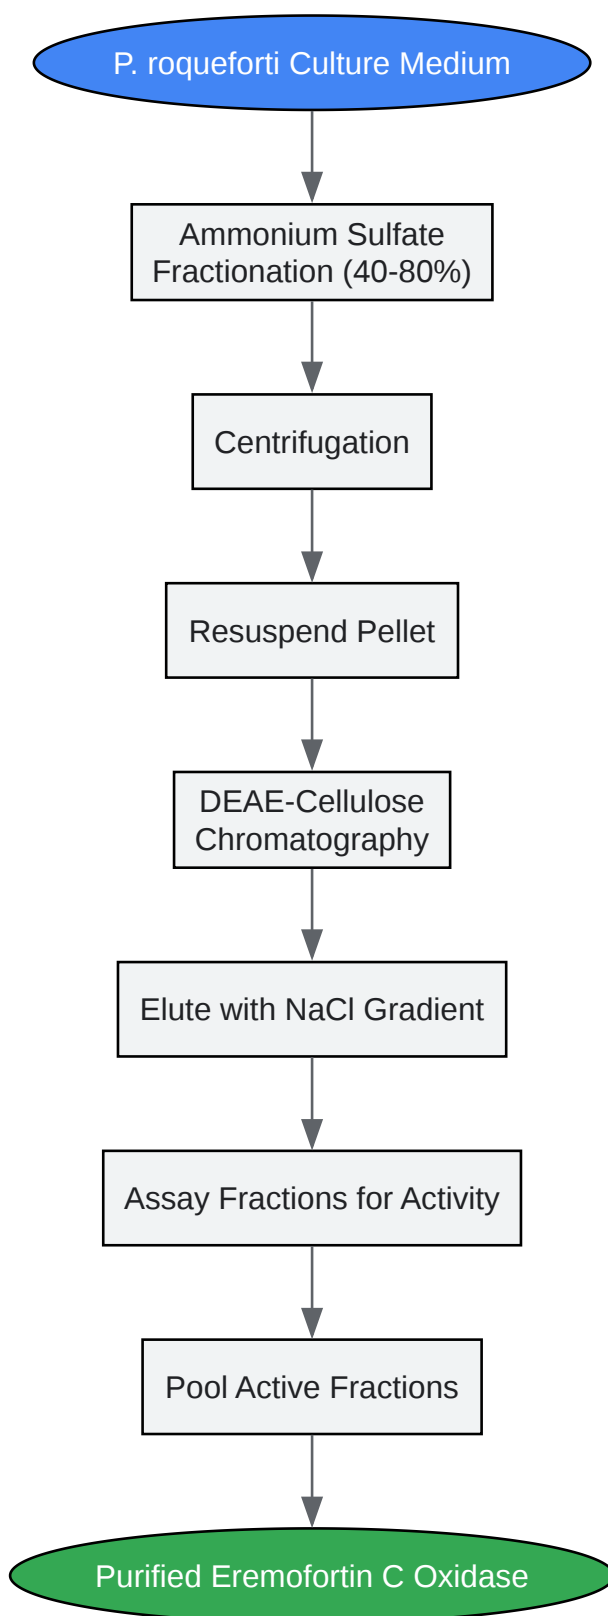 P. roqueforti Culture Medium
Ammonium Sulfate
Fractionation (40-80%)
Centrifugation
Resuspend Pellet
DEAE-Cellulose
Chromatography
Elute with NaCl Gradient
Assay Fractions for Activity
Pool Active Fractions
Purified Eremofortin C Oxidase